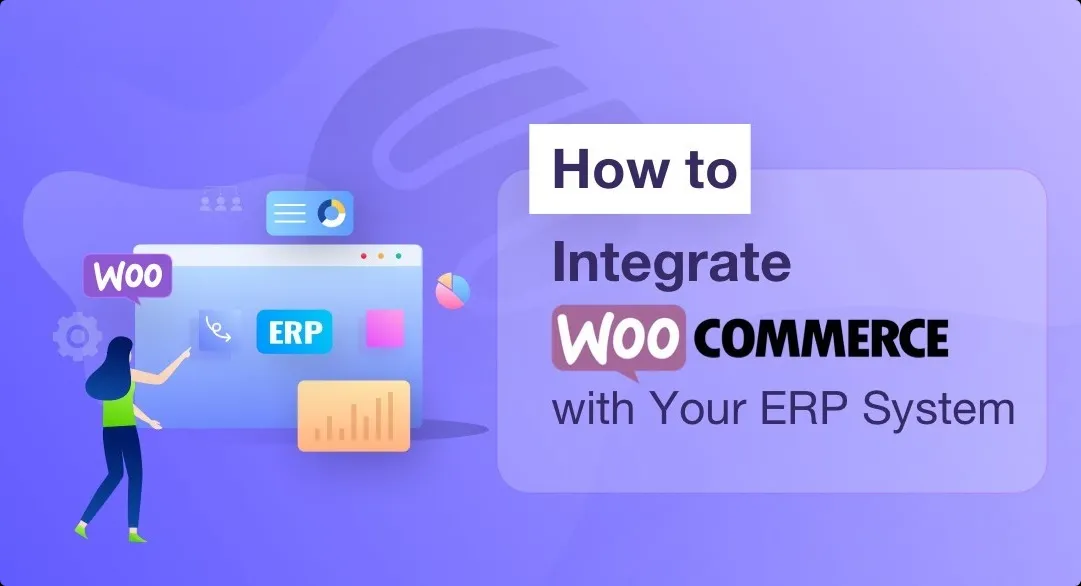 WOO
ERP
How to
Integrate
WOO COMMERCE
with Your ERP System